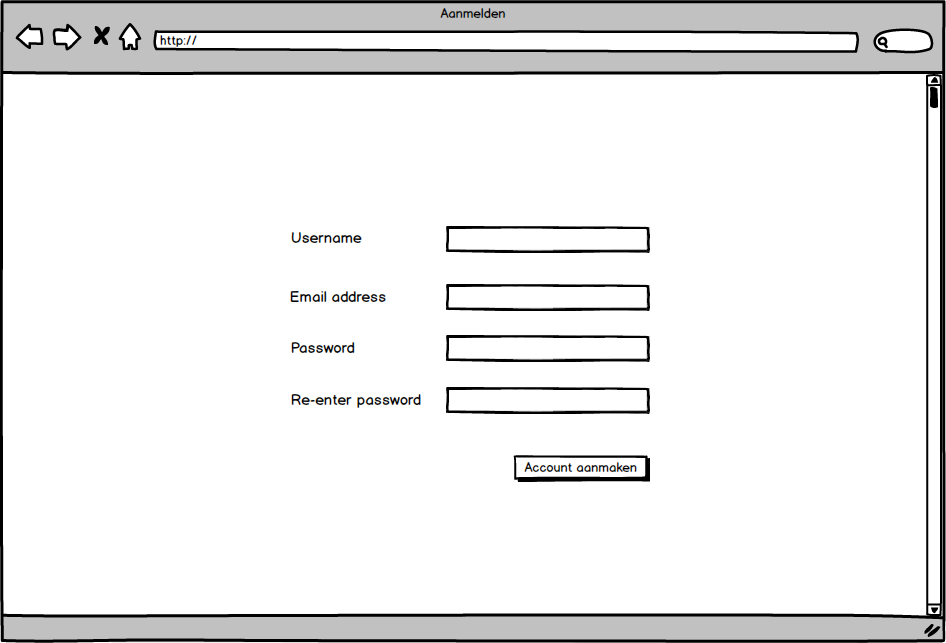 Aanmelden
http://
Username
Email address
Password
Re-enter password
Account aanmaken